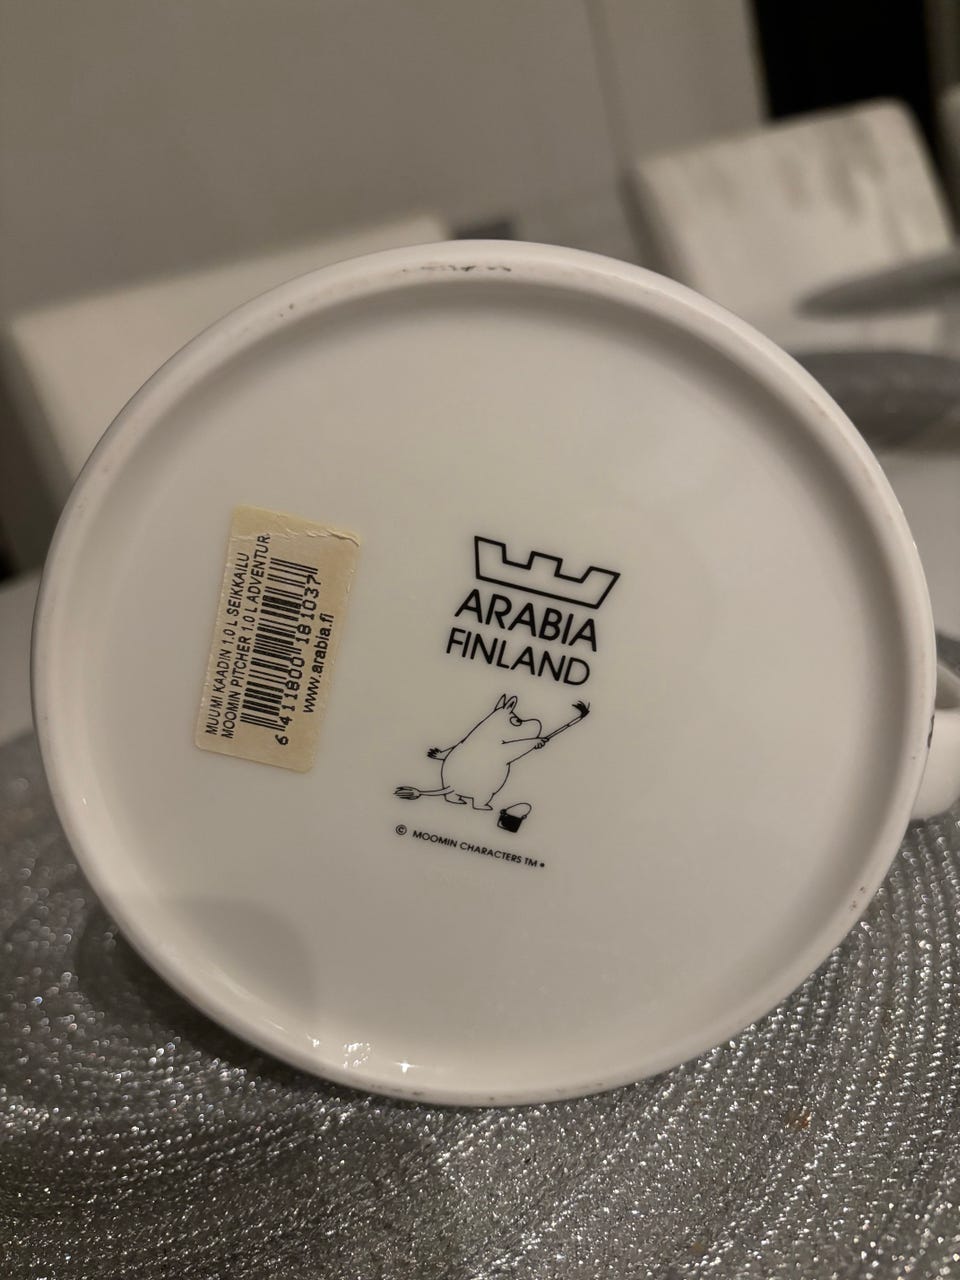 MUUMI KAADIN 1.0 L SEIKKAILU
MOOMIN PITCHER 1.0 L ADVENTUR
6 411800 181037
www.arabia.fi
ARABIA
FINLAND
© MOOMIN CHARACTERS TM